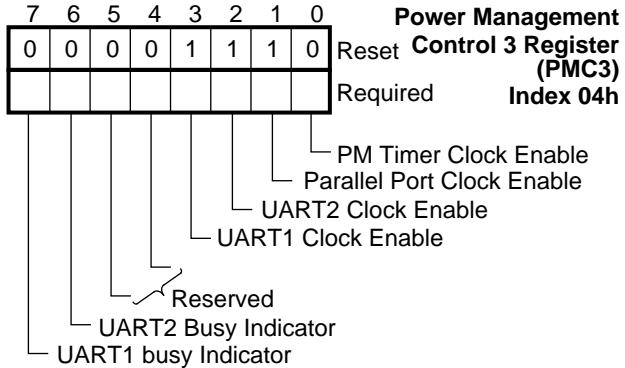 7 6 5 4 3 2 1 0
Power Management
0 0 0 0 1 1 1 0 Reset
Control 3 Register
(PMC3)
Required
Index 04h
PM Timer Clock Enable
Parallel Port Clock Enable
UART2 Clock Enable
UART1 Clock Enable
Reserved
UART2 Busy Indicator
UART1 busy Indicator